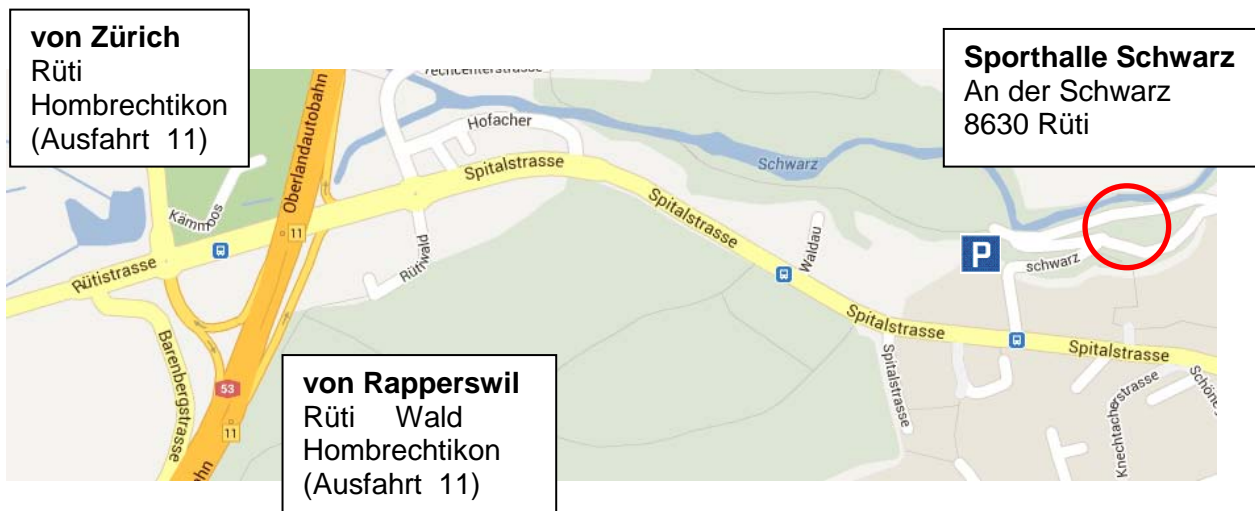 von Zürich
Rüti
Hombrechtikon
(Ausfahrt 11)
Sporthalle Schwarz
An der Schwarz
8630 Rüti
von Rapperswil
Rüti Wald
Hombrechtikon
(Ausfahrt 11)
Oberlandautobahn
Hofacher
Spitalstrasse
Schwarz
Spitalstrasse
Kämmoos
11
Rütiwald
Waldau
P
schwarz
Rütistrasse
Spitalstrasse
Spitalstrasse
Spitalstrasse
Barenbergstrasse
53
11
Knechtacherstrasse